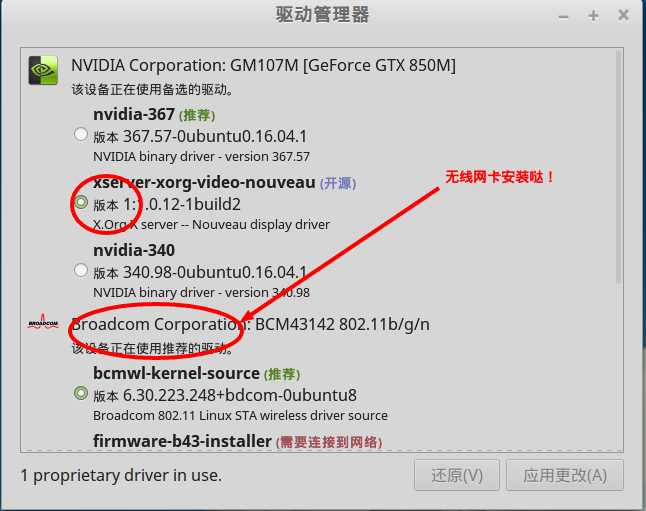 驱动管理器
NVIDIA Corporation: GM107M [GeForce GTX 850M]
该设备正在使用备选的驱动。
nvidia-367 (推荐)
版本 367.57-0ubuntu0.16.04.1
NVIDIA binary driver - version 367.57
无线网卡安装哒！
xserver-xorg-video-nouveau (开源)
版本 1:1.0.12-1build2
X.Org X server -- Nouveau display driver
nvidia-340
版本 340.98-0ubuntu0.16.04.1
NVIDIA binary driver - version 340.98
BROADCOM
Broadcom Corporation: BCM43142 802.11b/g/n
该设备正在使用推荐的驱动。
bcmwl-kernel-source (推荐)
版本 6.30.223.248+bdcom-0ubuntu8
Broadcom 802.11 Linux STA wireless driver source
firmware-b43-installer (需要连接到网络)
1 proprietary driver in use.
还原(V)
应用更改(A)